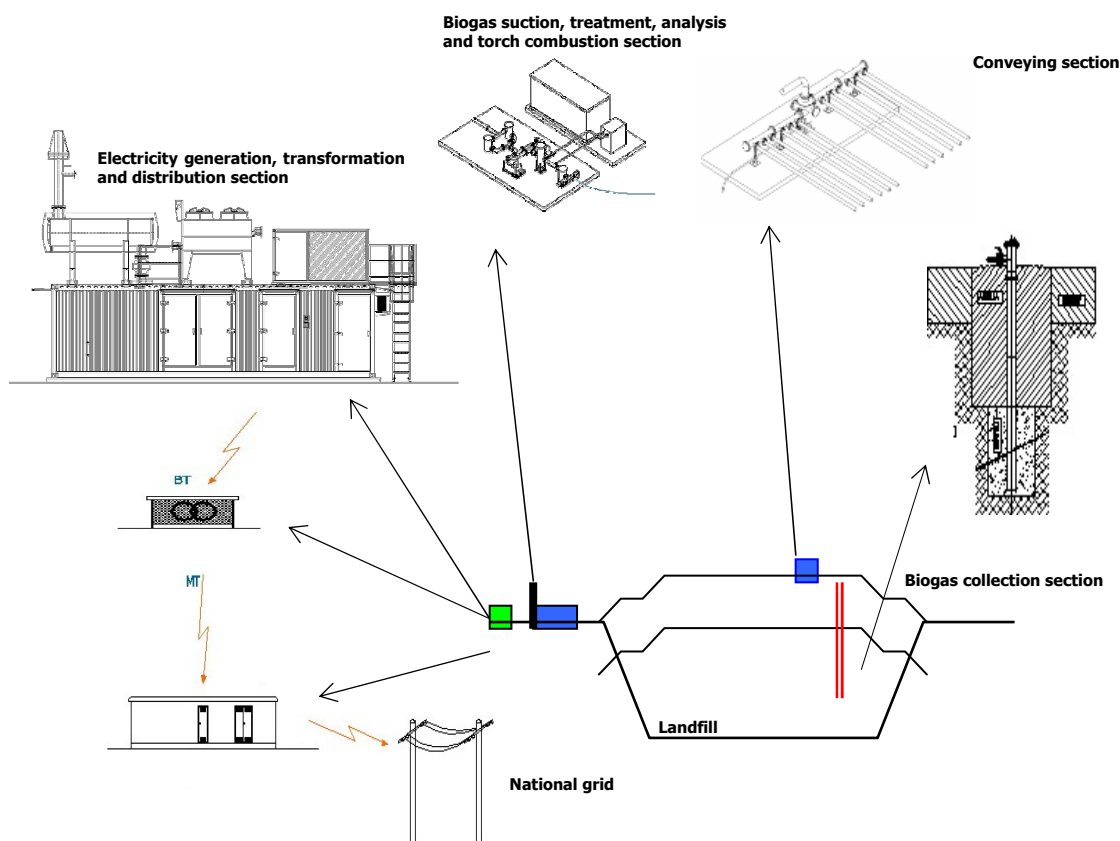 Biogas suction, treatment, analysis
and torch combustion section
Conveying section
Electricity generation, transformation
and distribution section
BT
MT
Biogas collection section
Landfill
National grid